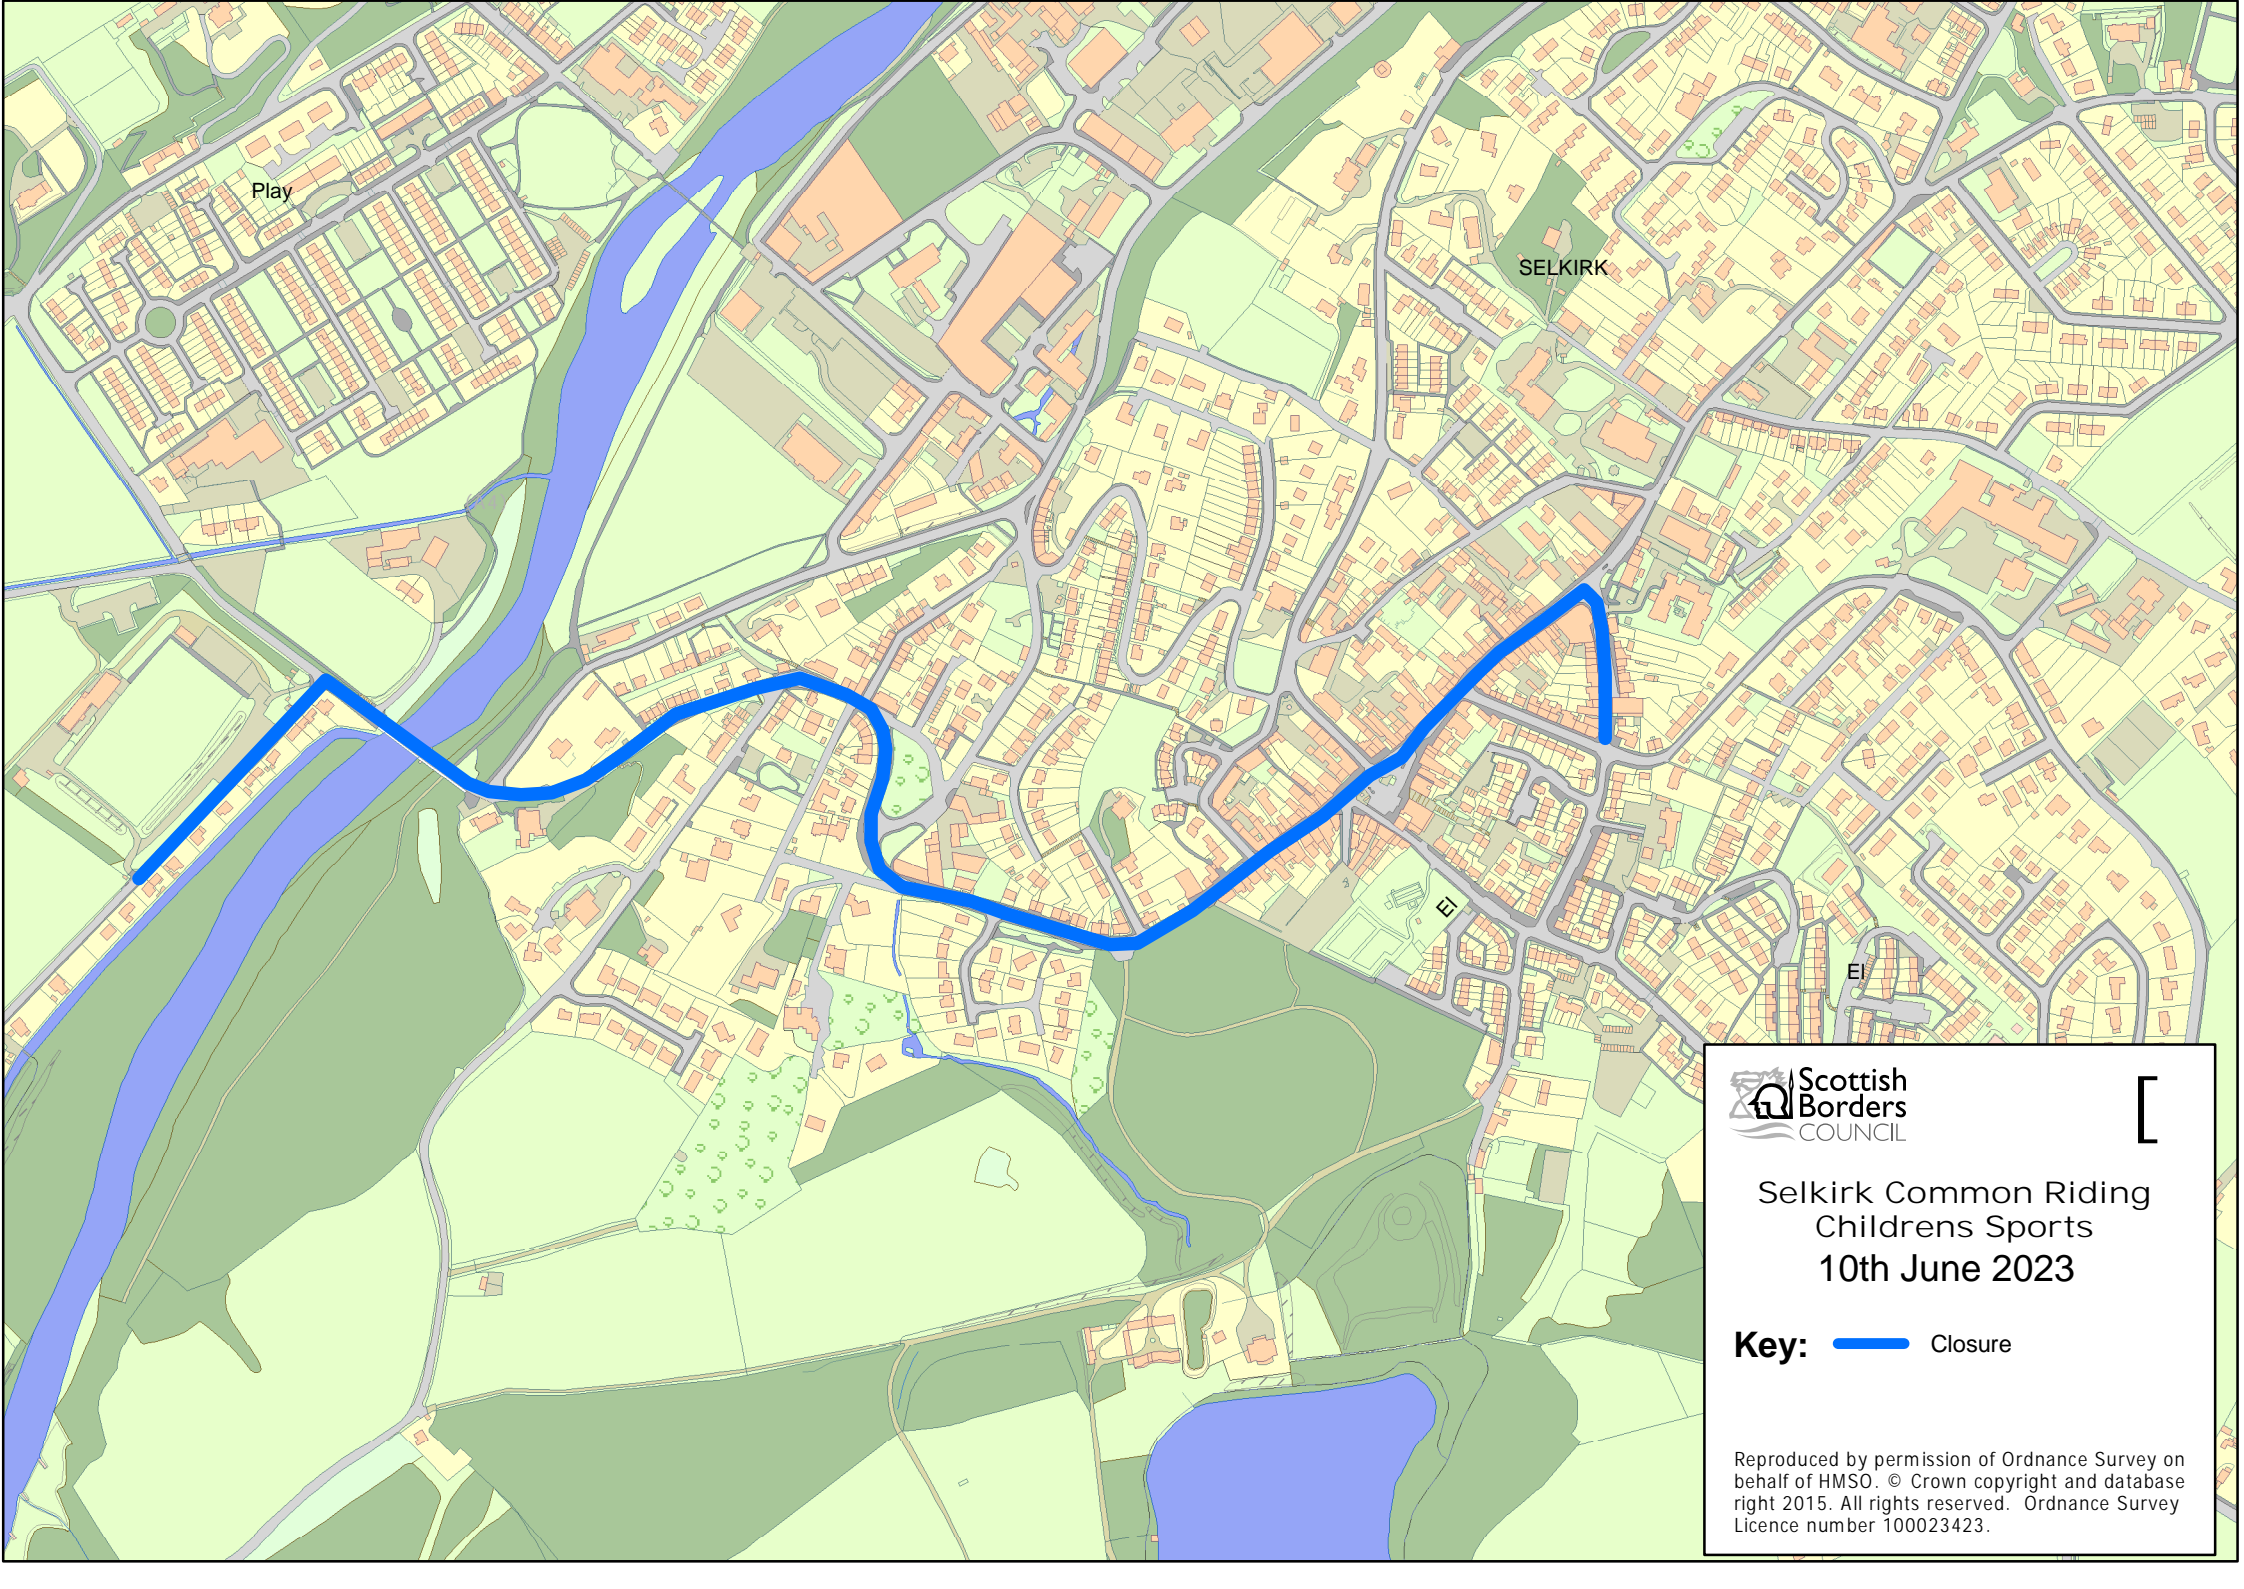 Play
SELKIRK
El
El
Scottish
Borders
COUNCIL
[
Selkirk Common Riding
Childrens Sports
10th June 2023
Key: Closure
Reproduced by permission of Ordnance Survey on
behalf of HMSO. © Crown copyright and database
right 2015. All rights reserved. Ordnance Survey
Licence number 100023423.